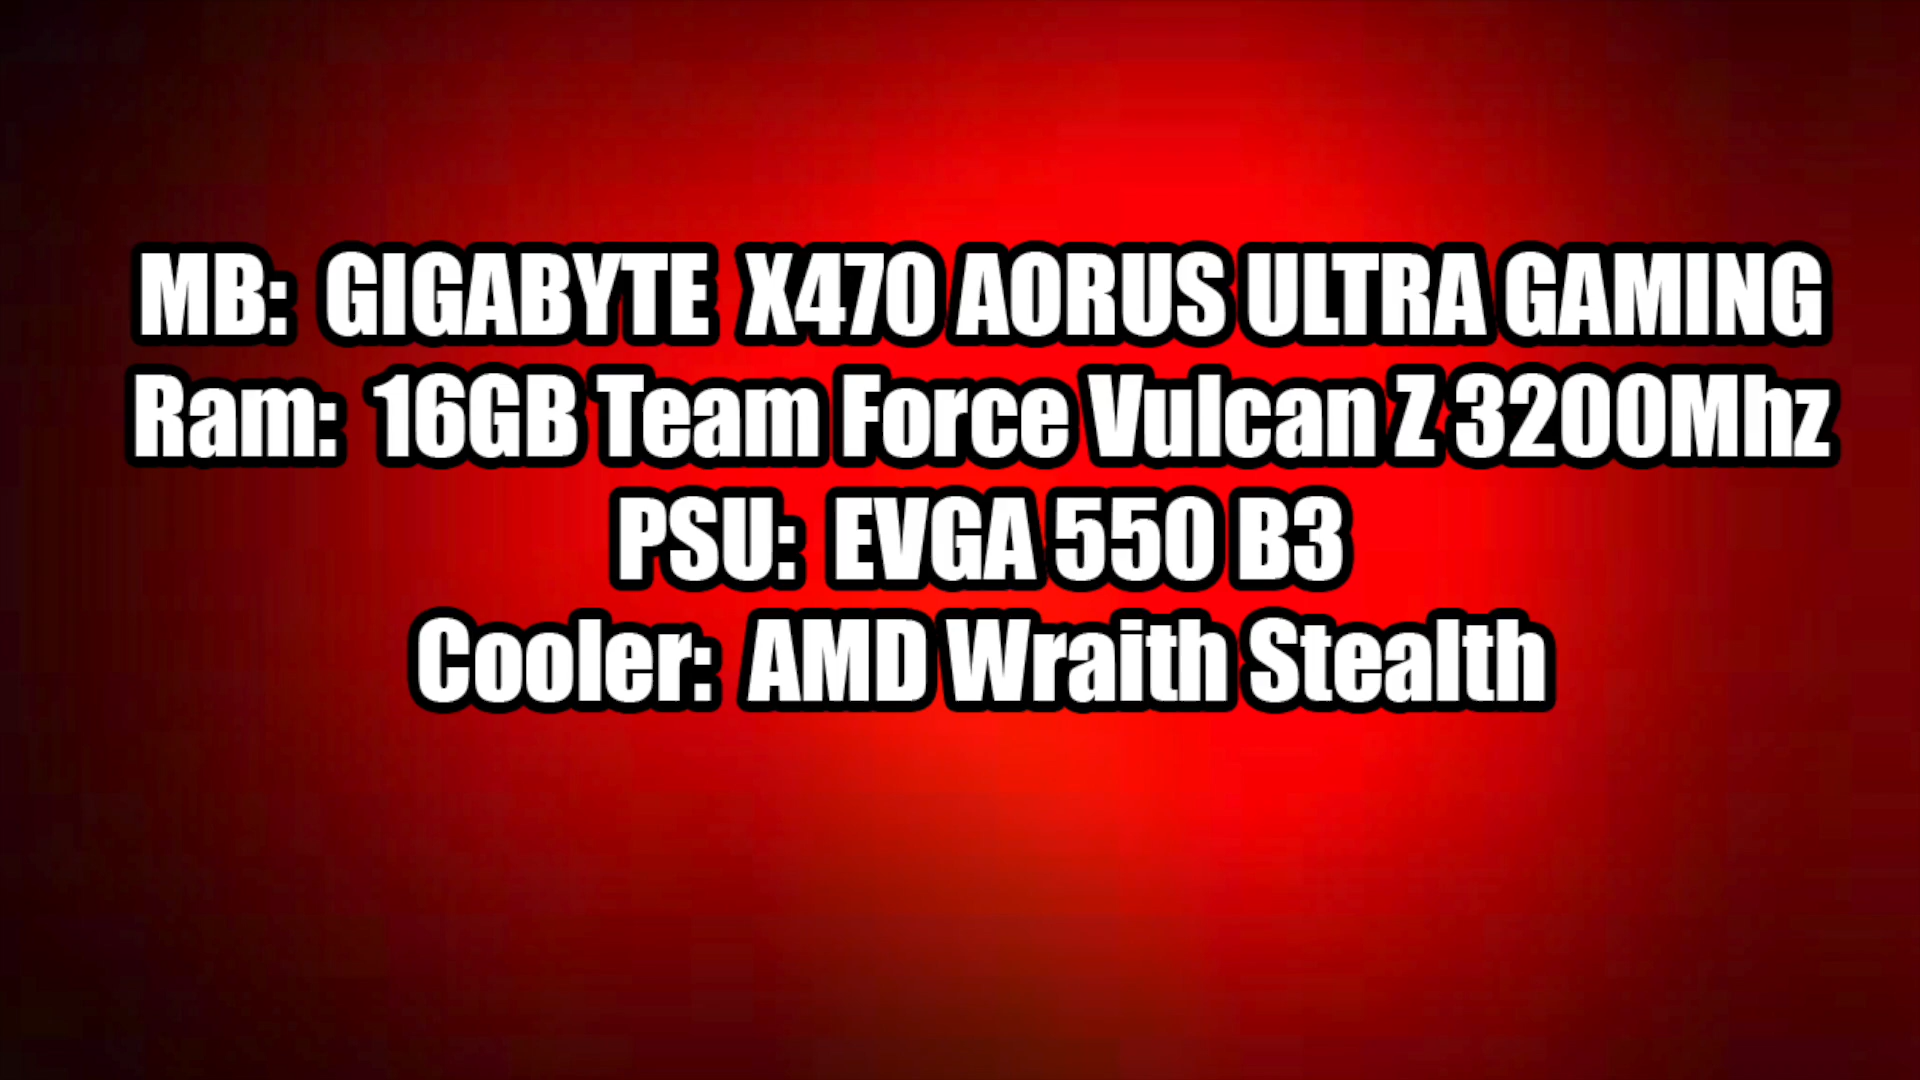 MB: GIGABYTE X470 AORUS ULTRA GAMING
Ram: 16GB Team Force Vulcan Z 3200Mhz
PSU: EVGA 550 B3
Cooler: AMD Wraith Stealth